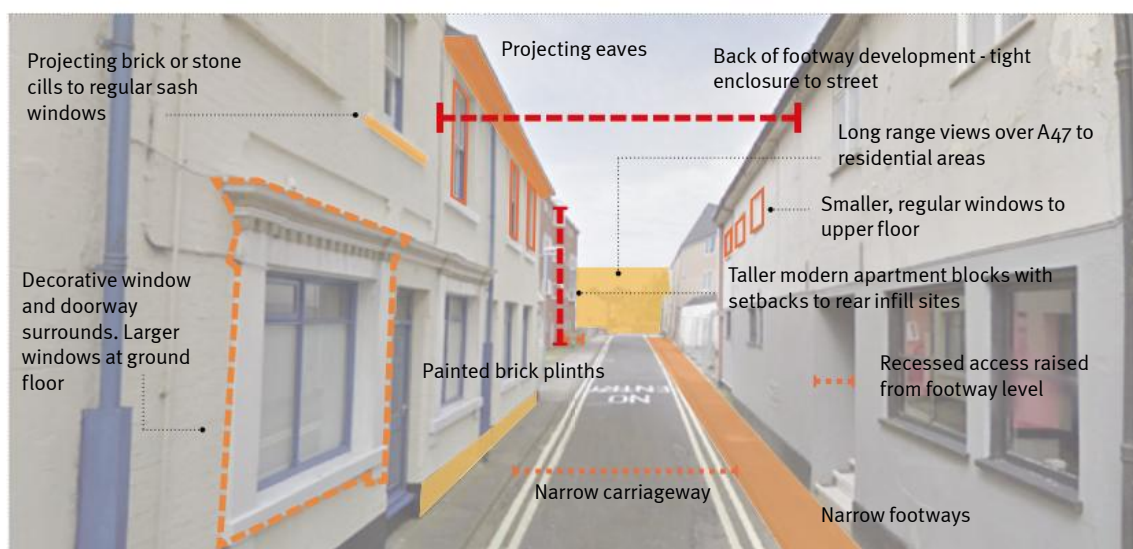 Projecting eaves
Projecting brick or stone
cills to regular sash
windows
Back of footway development - tight
enclosure to street
Long range views over A47 to
residential areas
Smaller, regular windows to
upper floor
Decorative window
and doorway
surrounds. Larger
windows at ground
floor
Taller modern apartment blocks with
setbacks to rear infill sites
Painted brick plinths
Recessed access raised
from footway level
NO
ENTRY
Narrow carriageway
Narrow footways